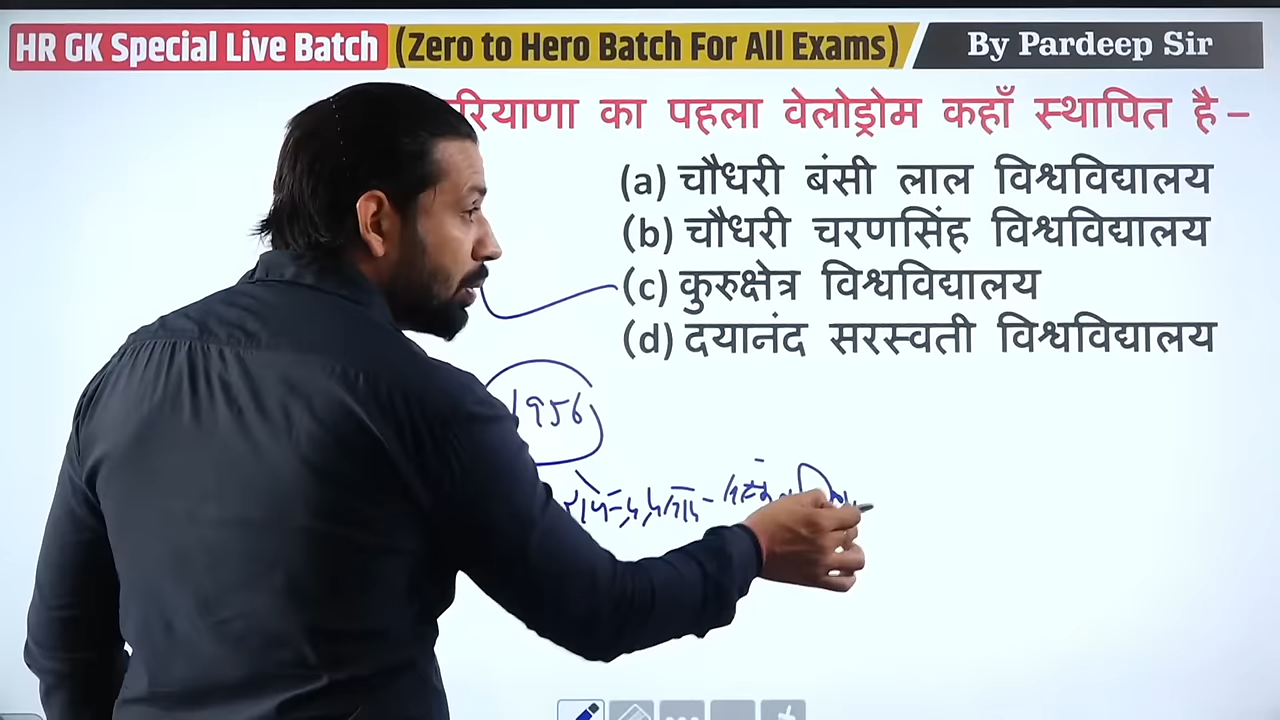 HR GK Special Live Batch (Zero to Hero Batch For All Exams) By Pardeep Sir
रियाणा का पहला वेलोड्रोम कहाँ स्थापित है–
(a) चौधरी बंसी लाल विश्वविद्यालय
(b) चौधरी चरणसिंह विश्वविद्यालय
(c) कुरुक्षेत्र विश्वविद्यालय
(d) दयानंद सरस्वती विश्वविद्यालय
1956